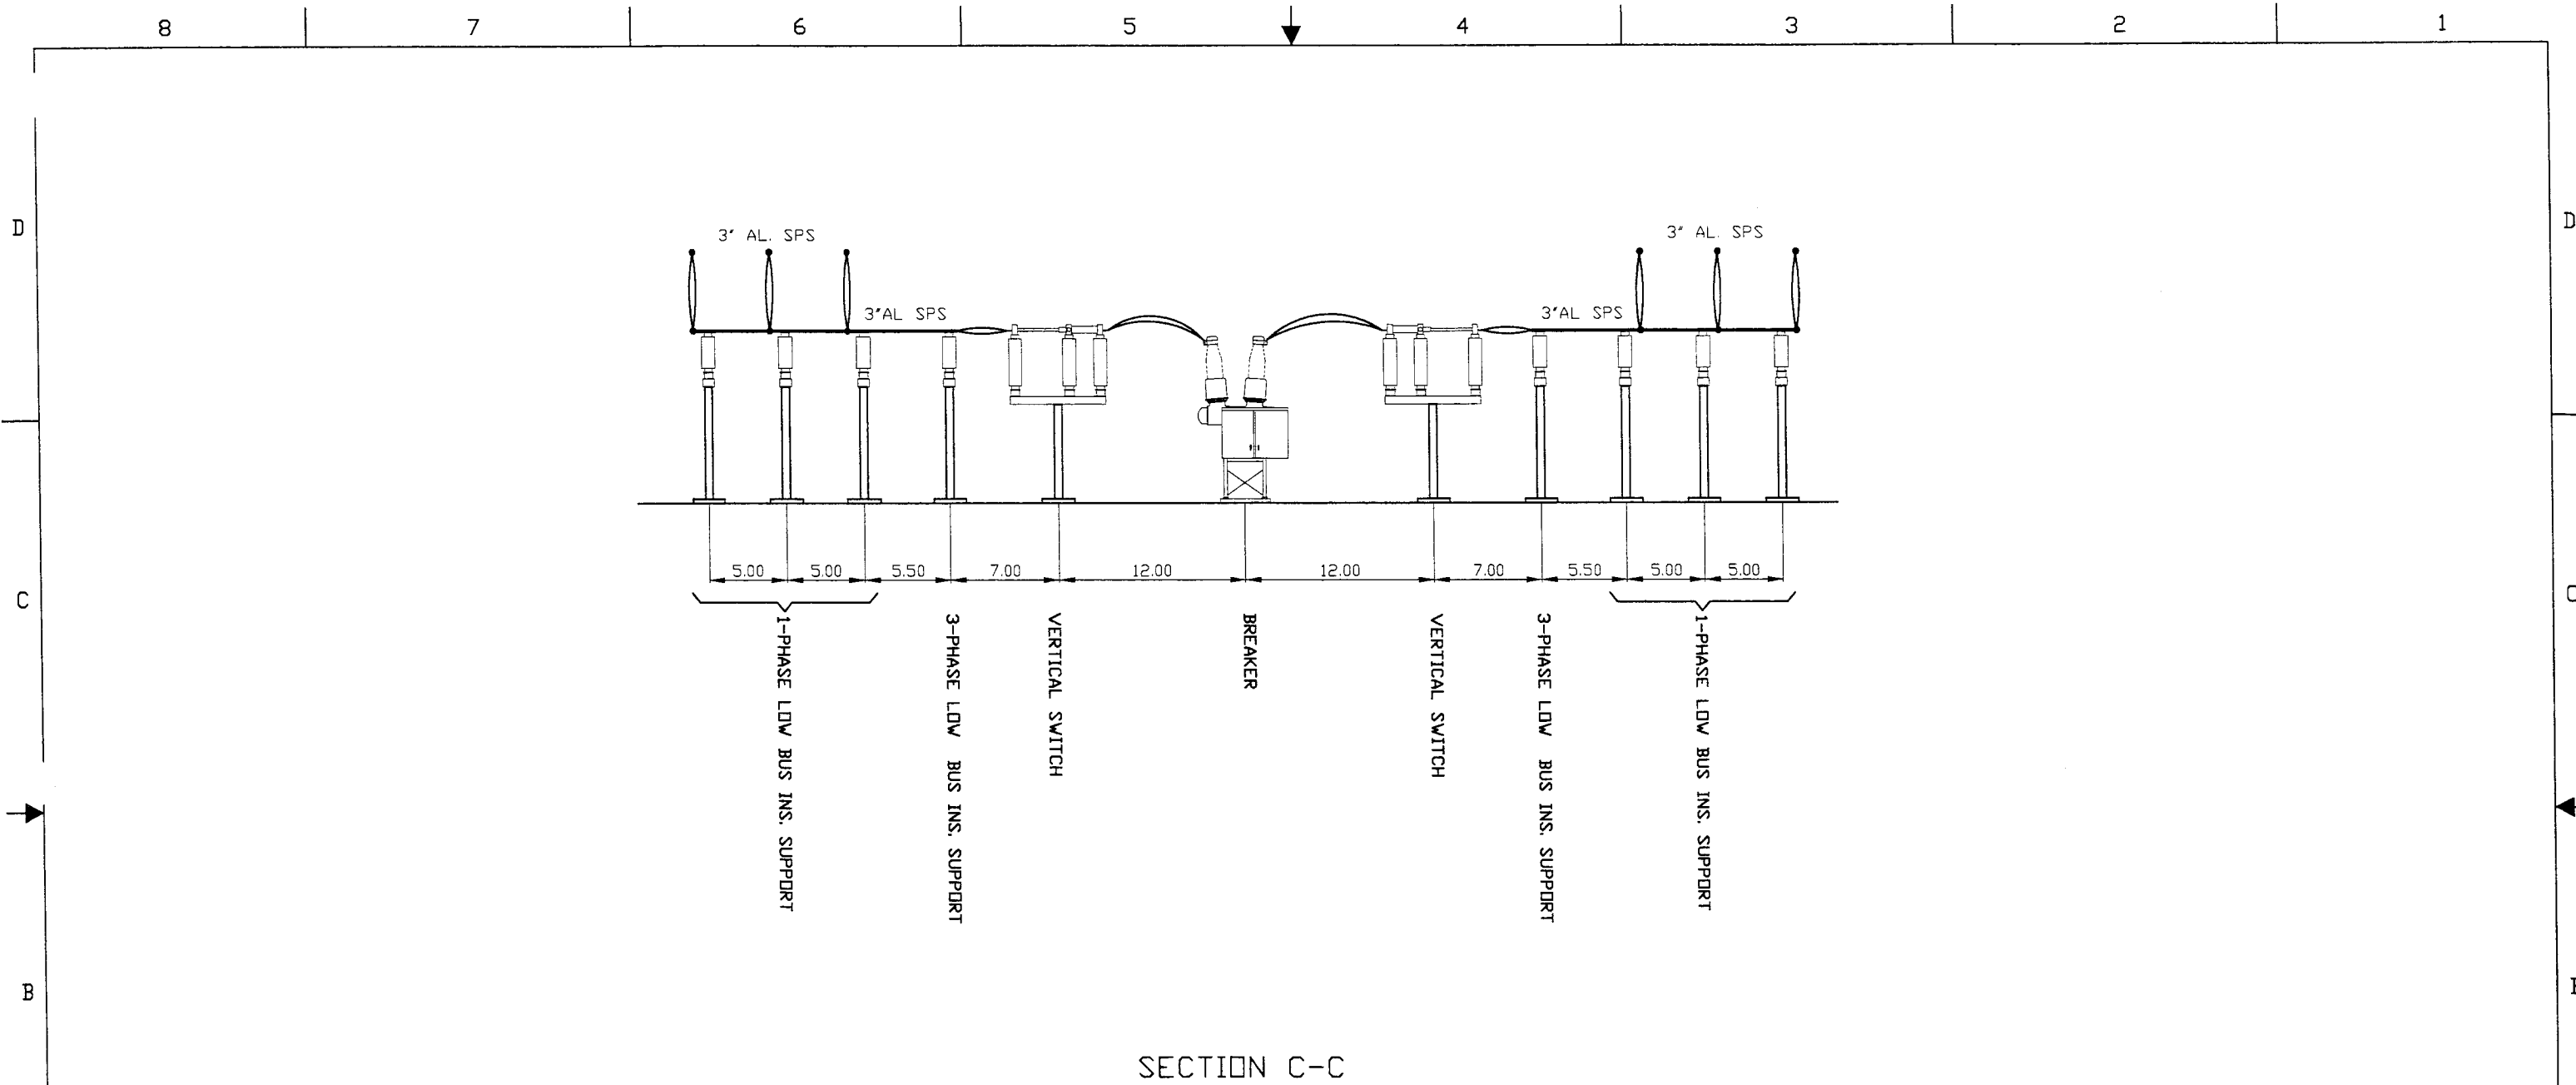 8 7 6 5 4 3 2 1
D D
3" AL. SPS 3" AL. SPS
3"AL SPS 3"AL SPS
5.00 5.00 5.50 7.00 12.00 12.00 7.00 5.50 5.00 5.00
C
1-PHASE LOW BUS INS. SUPPORT
3-PHASE LOW BUS INS. SUPPORT
VERTICAL SWITCH
BREAKER
VERTICAL SWITCH
3-PHASE LOW BUS INS. SUPPORT
1-PHASE LOW BUS INS. SUPPORT
B
SECTION C-C